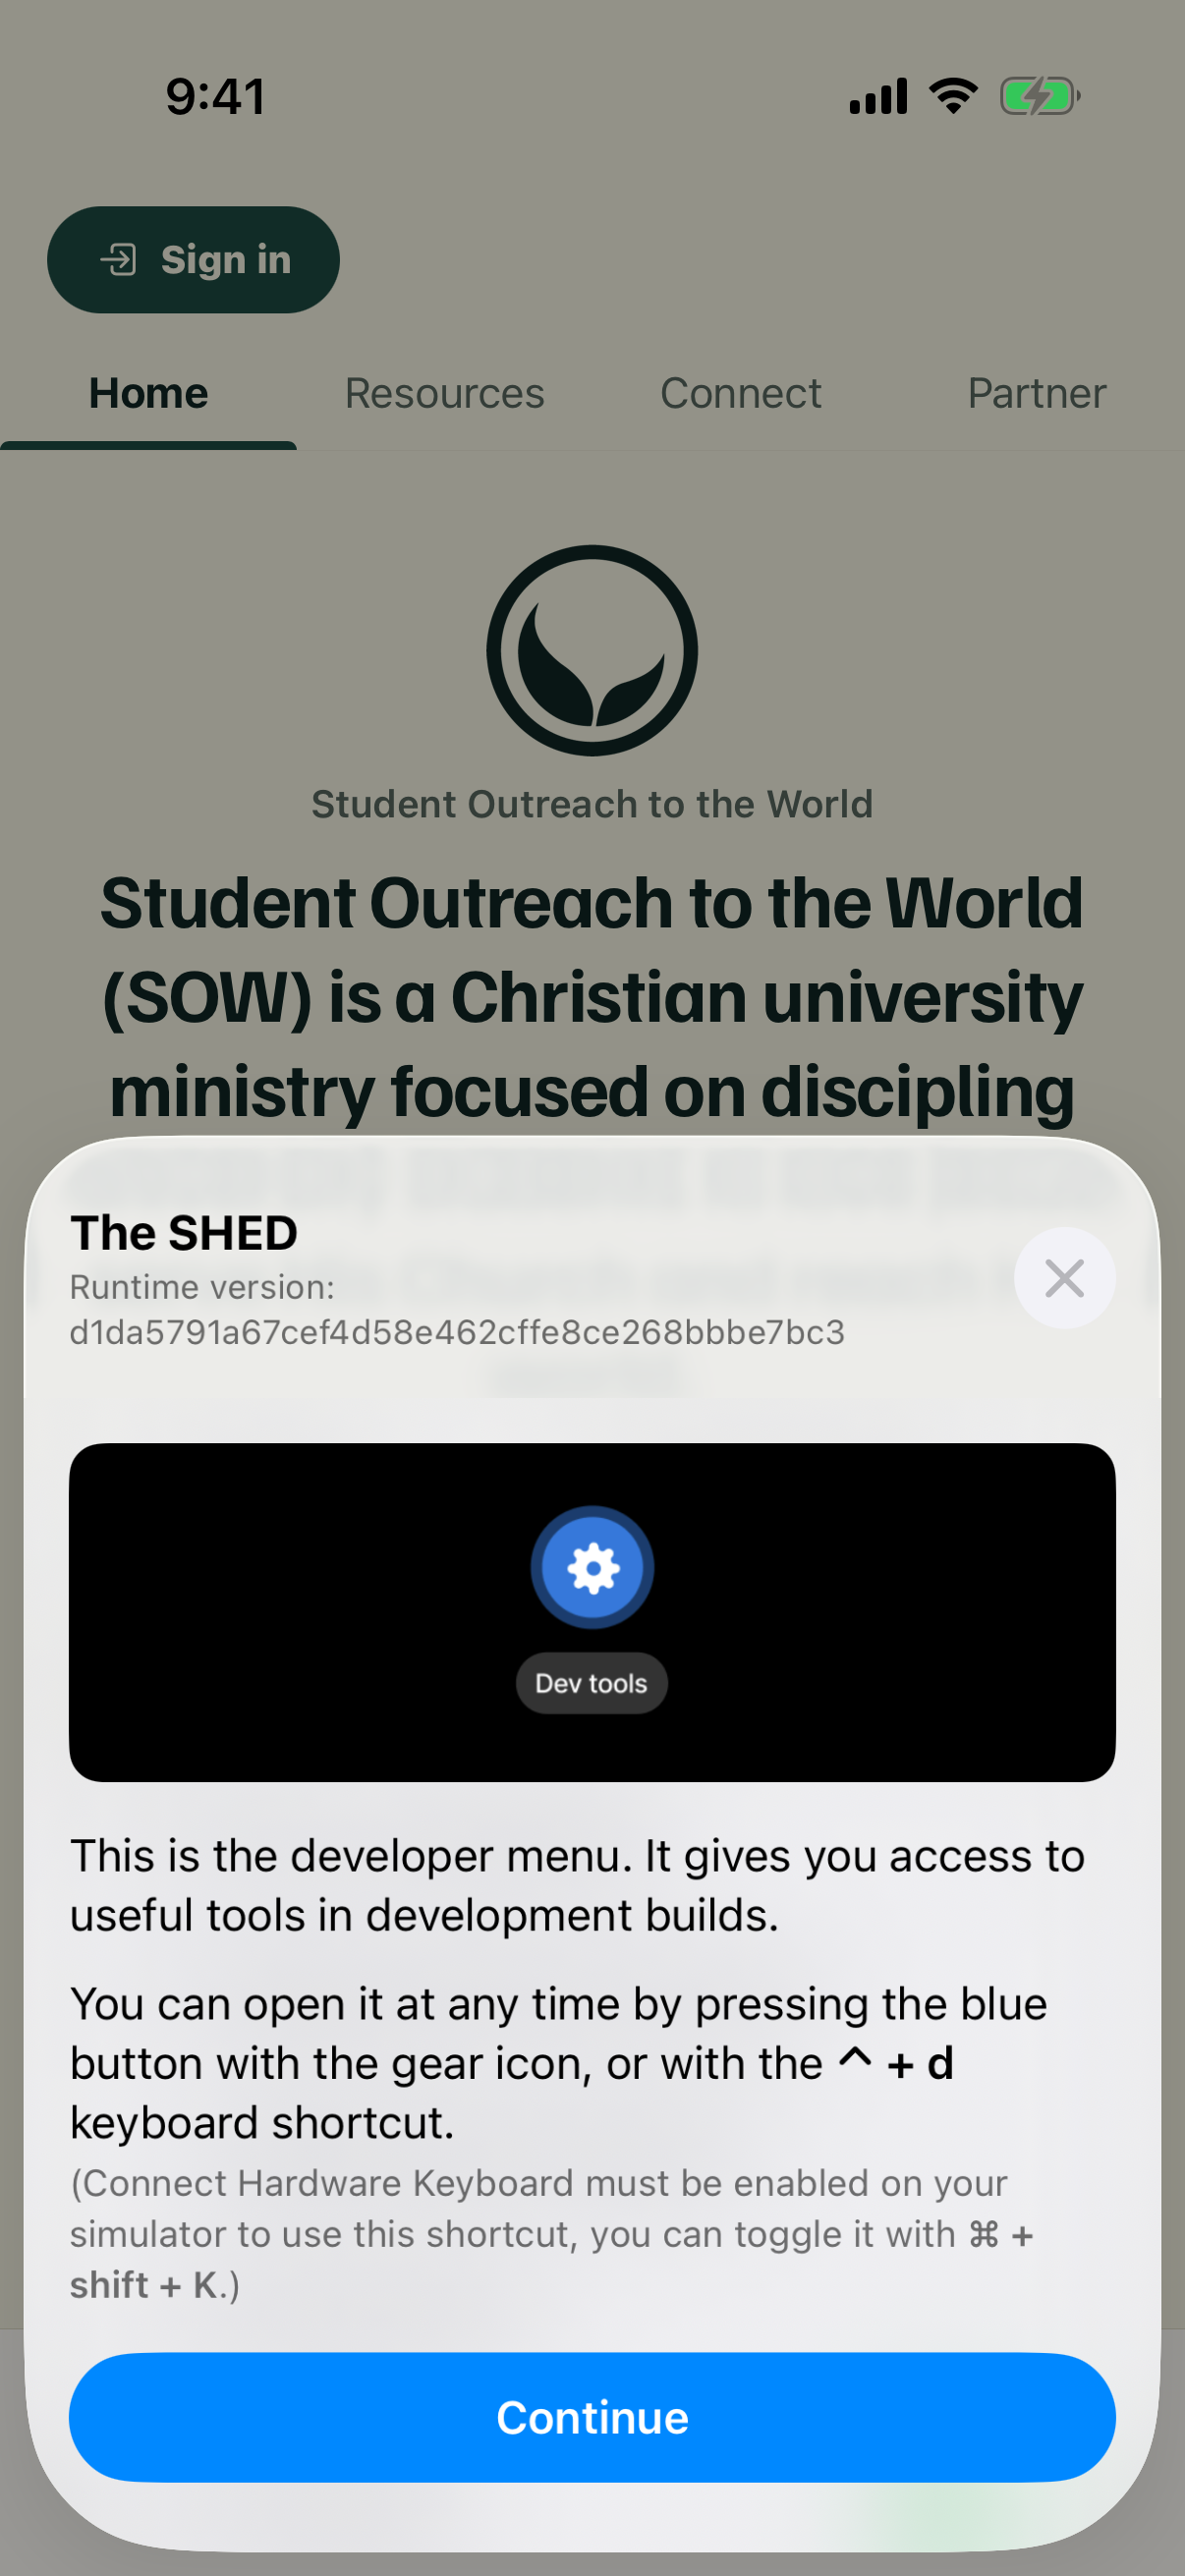 9:41
Sign in
Home Resources Connect Partner
Student Outreach to the World
Student Outreach to the World
(SOW) is a Christian university
ministry focused on discipling
The SHED
Runtime version:
d1da5791a67cef4d58e462cffe8ce268bbbe7bc3
Dev tools
This is the developer menu. It gives you access to
useful tools in development builds.
You can open it at any time by pressing the blue
button with the gear icon, or with the ^ + d
keyboard shortcut.
(Connect Hardware Keyboard must be enabled on your
simulator to use this shortcut, you can toggle it with ⌘ +
shift + K.)
Continue